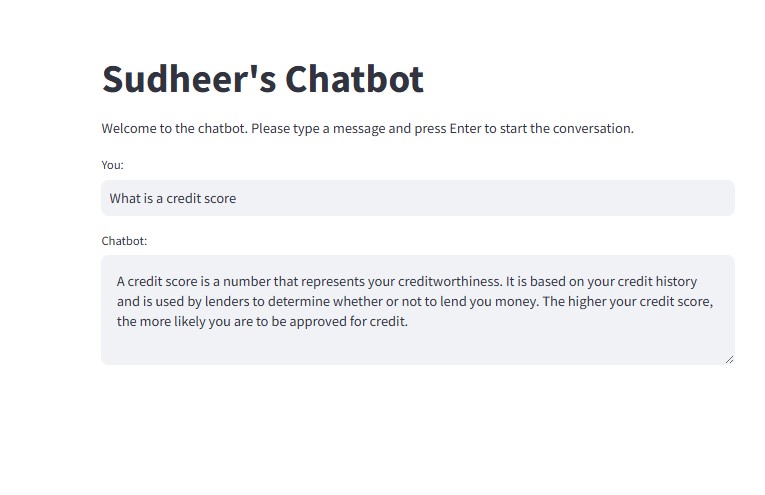 Sudheer's Chatbot
Welcome to the chatbot. Please type a message and press Enter to start the conversation.
You:
What is a credit score
Chatbot:
A credit score is a number that represents your creditworthiness. It is based on your credit history
and is used by lenders to determine whether or not to lend you money. The higher your credit score,
the more likely you are to be approved for credit.